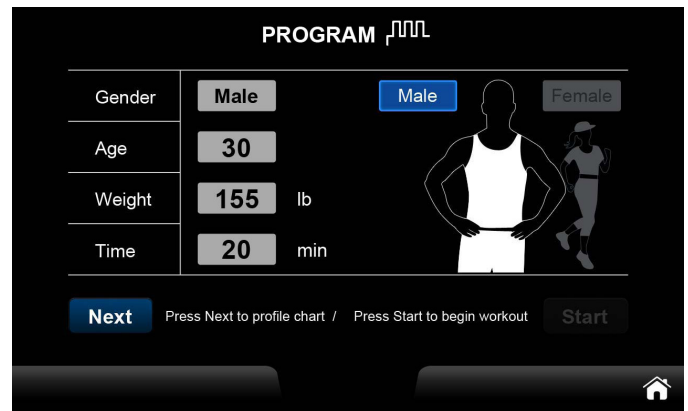 PROGRAM
Gender Male Male Female
Age 30
Weight 155 lb
Time 20 min
Next Press Next to profile chart / Press Start to begin workout Start